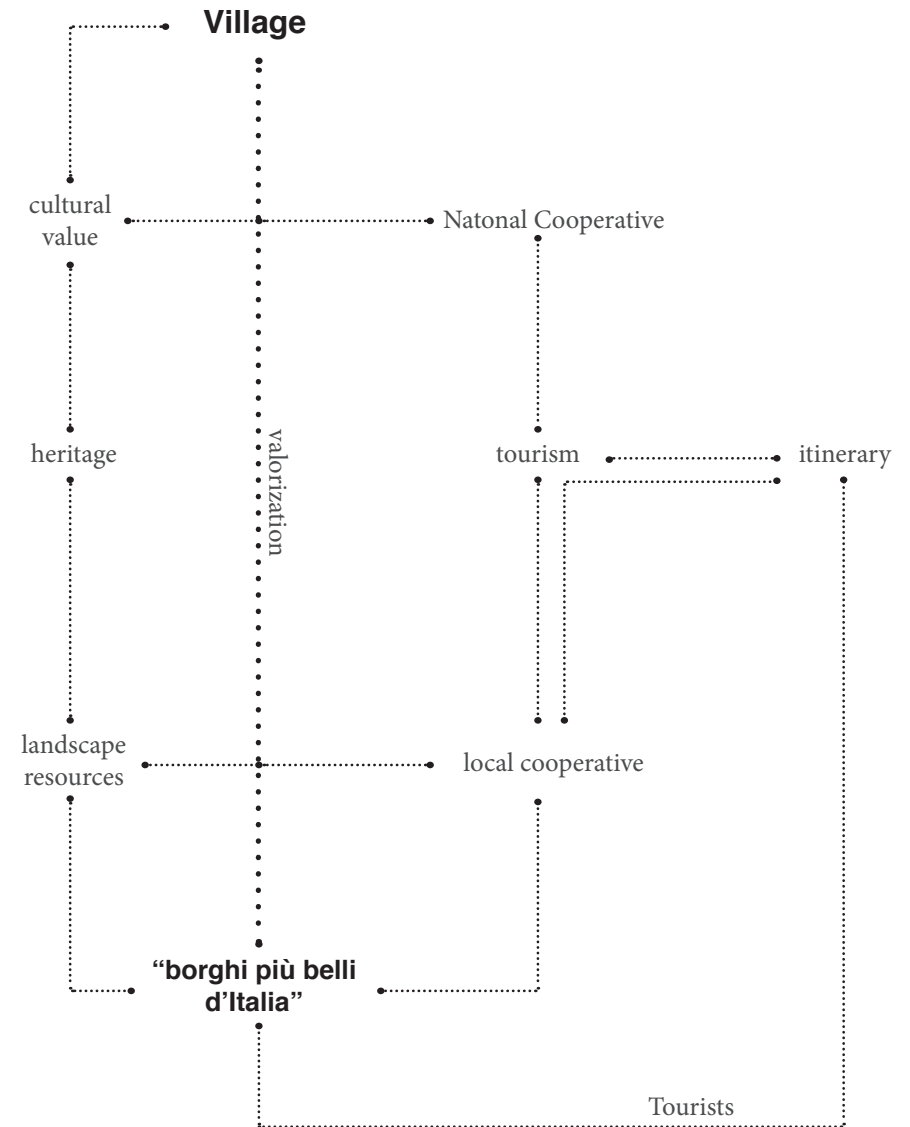 Village
cultural
value
Natonal Cooperative
heritage
valorization
tourism
itinerary
landscape
resources
local cooperative
“borghi più belli
d’Italia”
Tourists